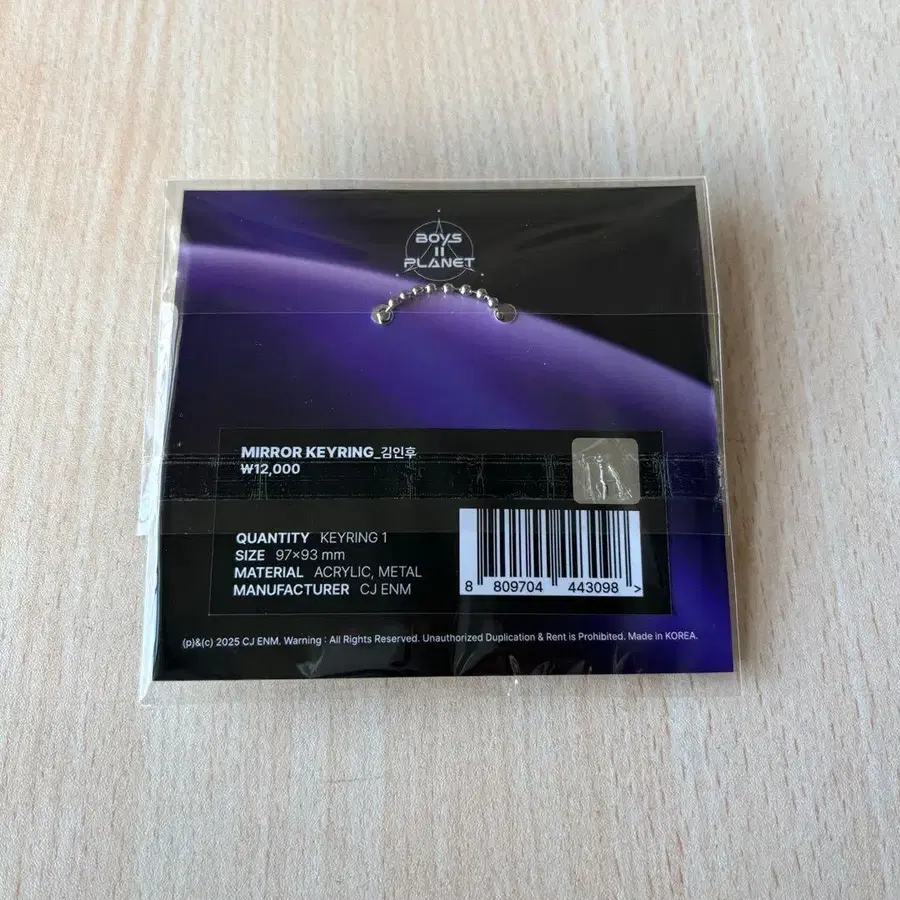 BOYS
II
PLANET
MIRROR KEYRING_김인후
₩12,000
QUANTITY KEYRING 1
SIZE 97×93 mm
MATERIAL ACRYLIC, METAL
MANUFACTURER CJ ENM
8 809704 443098 >
(p)&(c) 2025 CJ ENM. Warning : All Rights Reserved. Unauthorized Duplication & Rent is Prohibited. Made in KOREA.